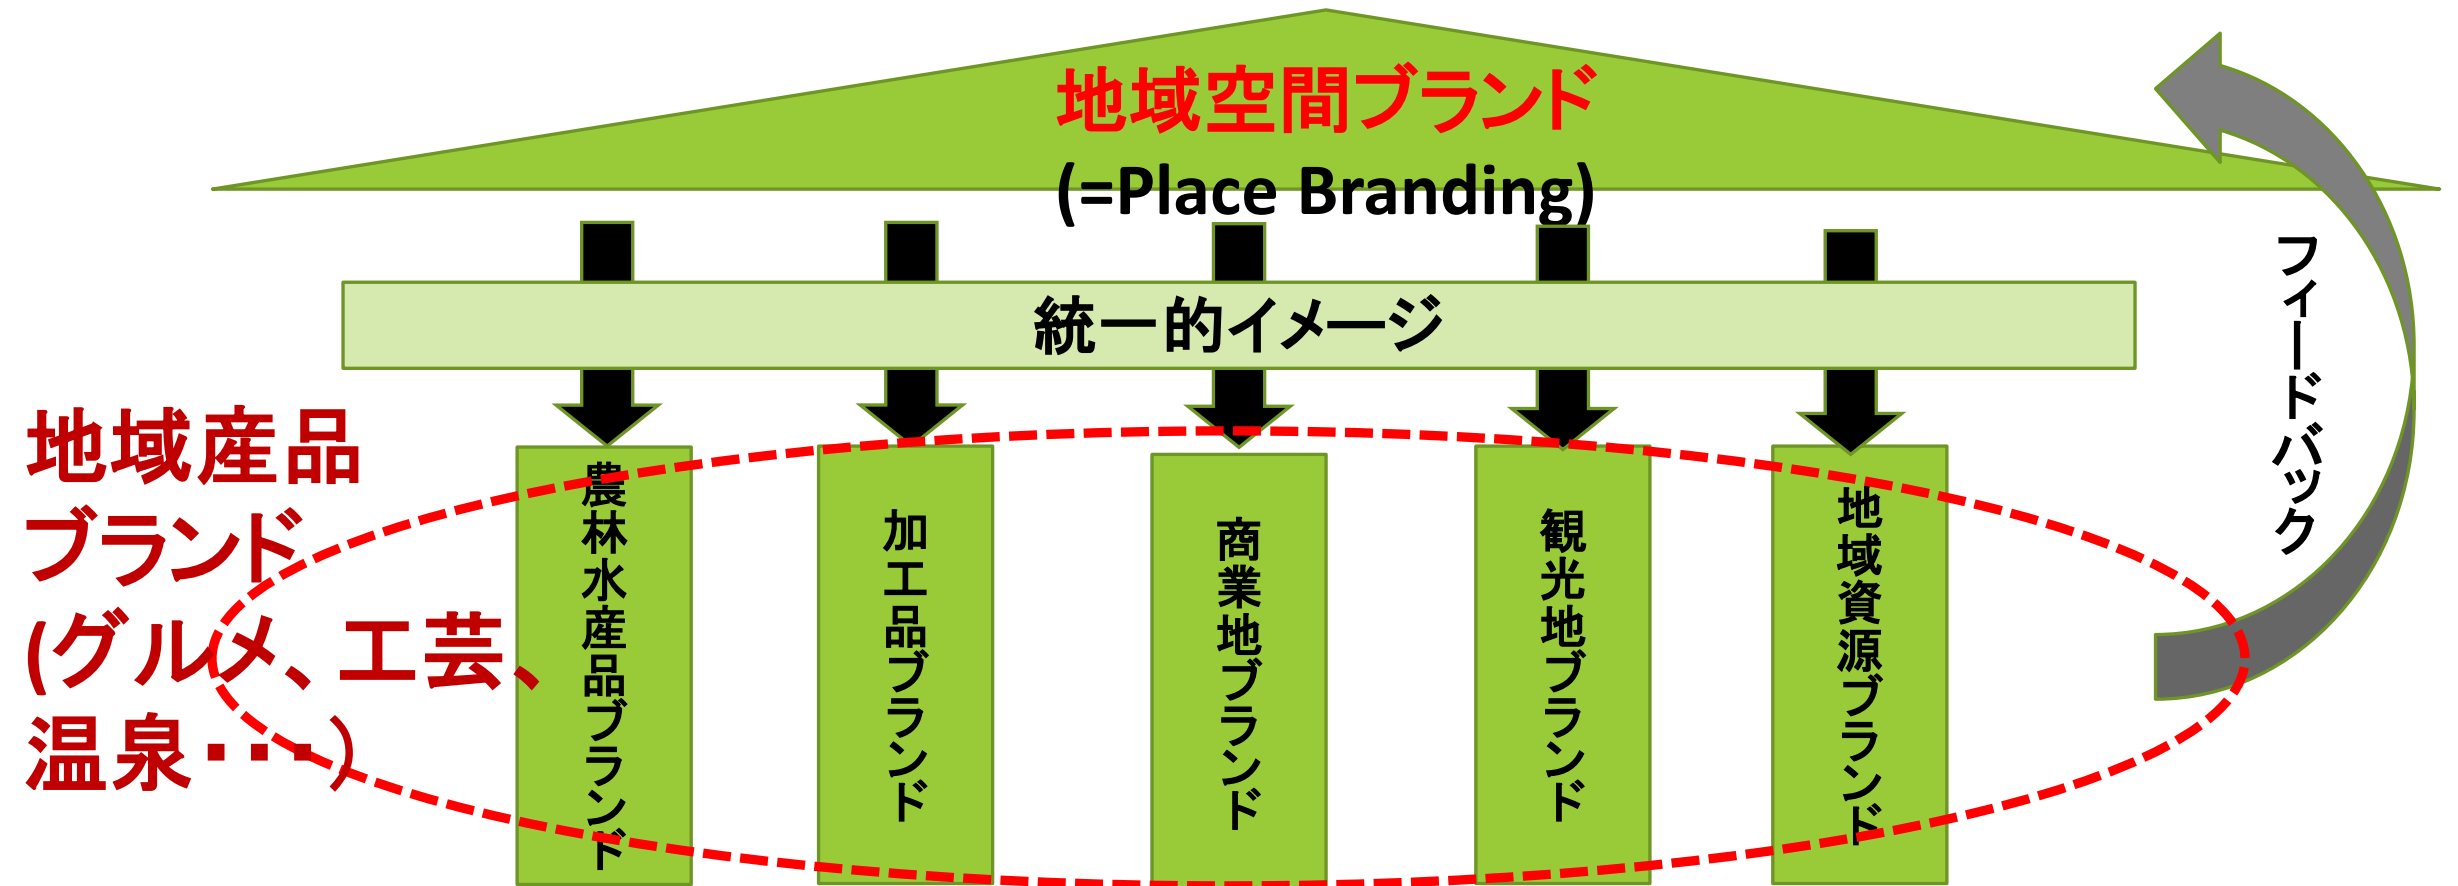 地域空間ブランド
(=Place Branding)
統一的イメージ
フィードバック
地域産品
ブランド
(グルメ、工芸、
温泉・・・)
農林水産品ブランド
加工品ブランド
商業地ブランド
観光地ブランド
地域資源ブランド